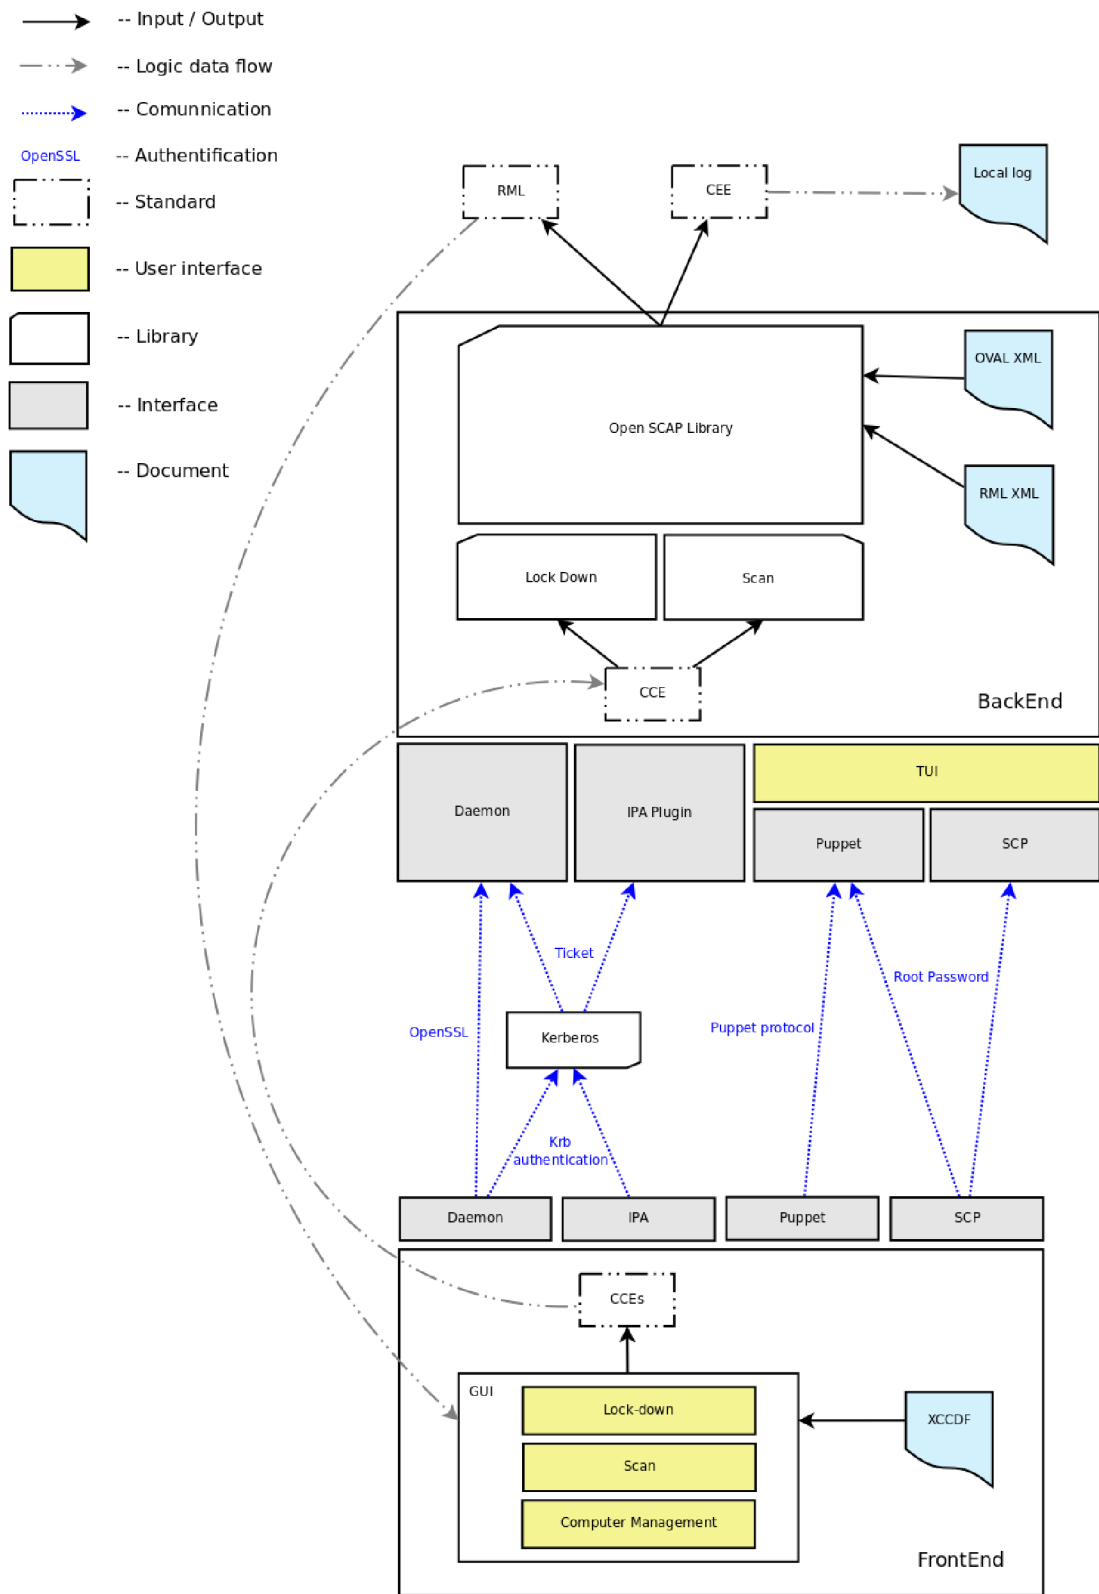 -- Input / Output
-- Logic data flow
-- Comunnication
OpenSSL -- Authentification
-- Standard
-- User interface
-- Library
-- Interface
-- Document
RML
CEE
Local log
OVAL XML
Open SCAP Library
RML XML
Lock Down
Scan
CCE
BackEnd
TUI
Daemon
IPA Plugin
Puppet
SCP
Ticket
Root Password
OpenSSL
Puppet protocol
Kerberos
Krb
authentication
Daemon
IPA
Puppet
SCP
CCEs
GUI
Lock-down
XCCDF
Scan
Computer Management
FrontEnd